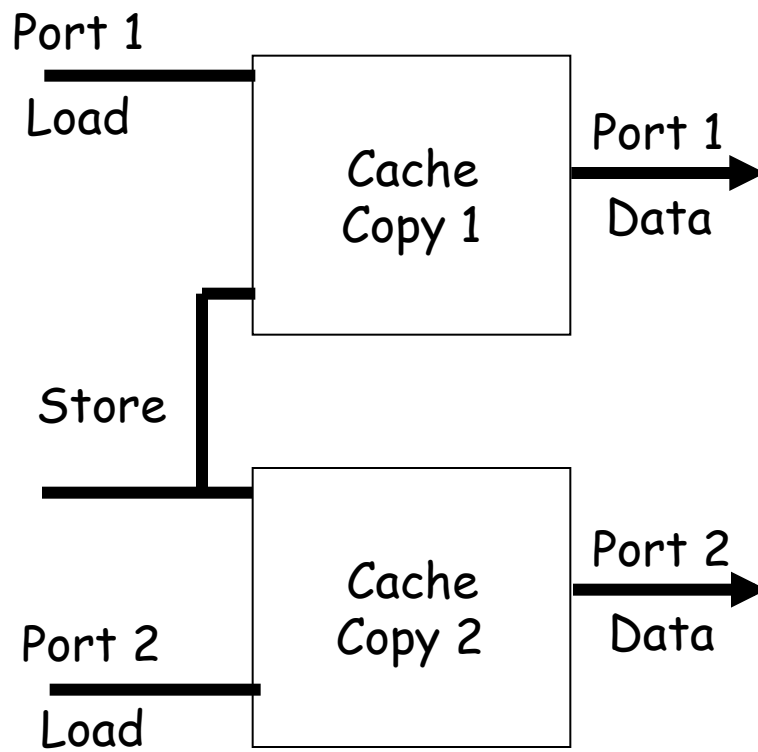 Port 1
Load
Cache
Copy 1
Port 1
Data
Store
Cache
Copy 2
Port 2
Data
Port 2
Load